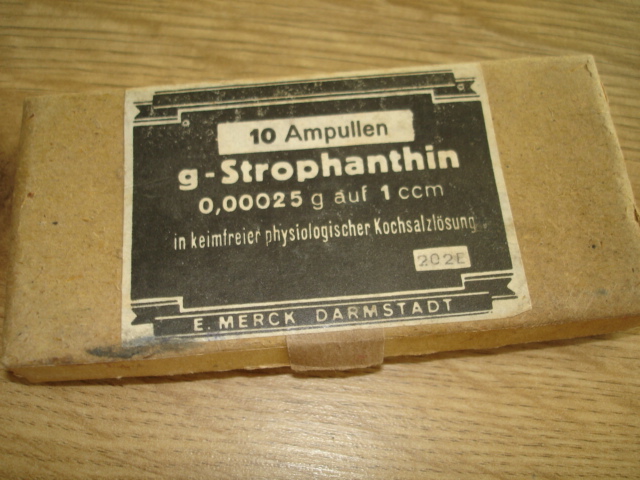 10 Ampullen
g-Strophanthin
0,00025 g auf 1 ccm
in keimfreier physiologischer Kochsalzlösung
202E
E. MERCK DARMSTADT